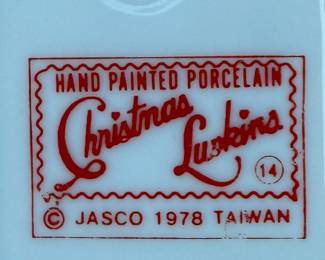 HAND PAINTED PORCELAIN
Christmas
Luvkins
14
© JASCO 1978 TAIWAN